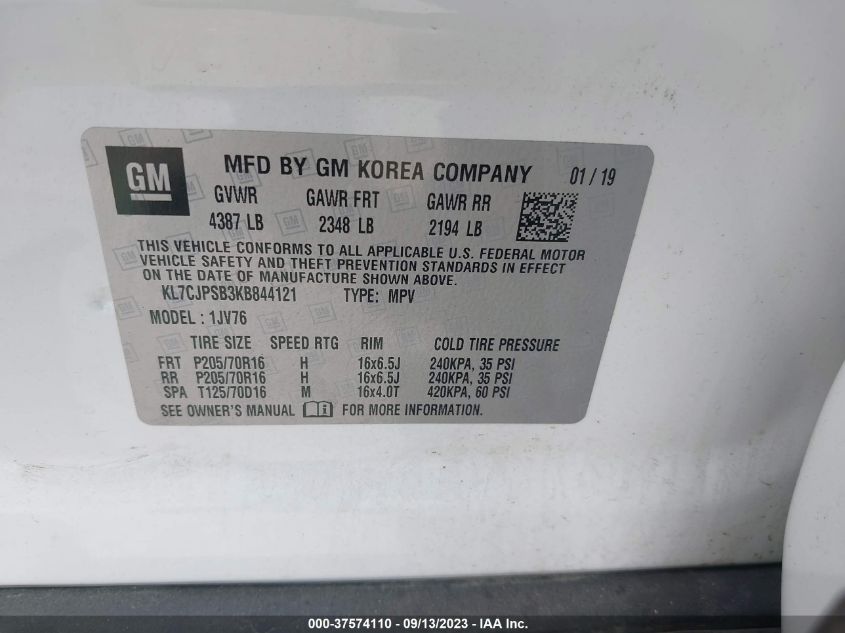 GM
MFD BY GM KOREA COMPANY 01 / 19
GVWR GAWR FRT GAWR RR
4387 LB 2348 LB 2194 LB
THIS VEHICLE CONFORMS TO ALL APPLICABLE U.S. FEDERAL MOTOR
VEHICLE SAFETY AND THEFT PREVENTION STANDARDS IN EFFECT
ON THE DATE OF MANUFACTURE SHOWN ABOVE.
KL7CJPSB3KB844121 TYPE: MPV
MODEL : 1JV76
TIRE SIZE SPEED RTG RIM COLD TIRE PRESSURE
FRT P205/70R16 H 16x6.5J 240KPA, 35 PSI
RR P205/70R16 H 16x6.5J 240KPA, 35 PSI
SPA T125/70D16 M 16x4.0T 420KPA, 60 PSI
SEE OWNER'S MANUAL FOR MORE INFORMATION.
000-37574110 - 09/13/2023 - IAA Inc.